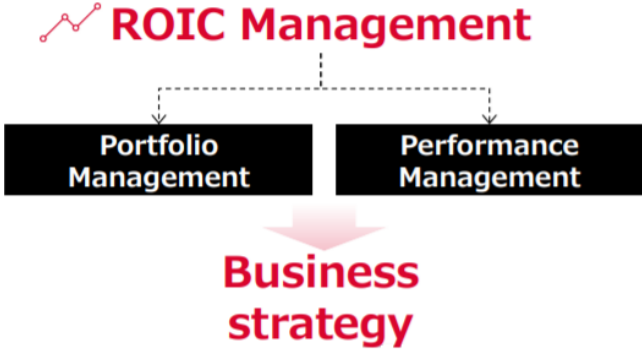 ROIC Management
Portfolio
Management
Performance
Management
Business
strategy